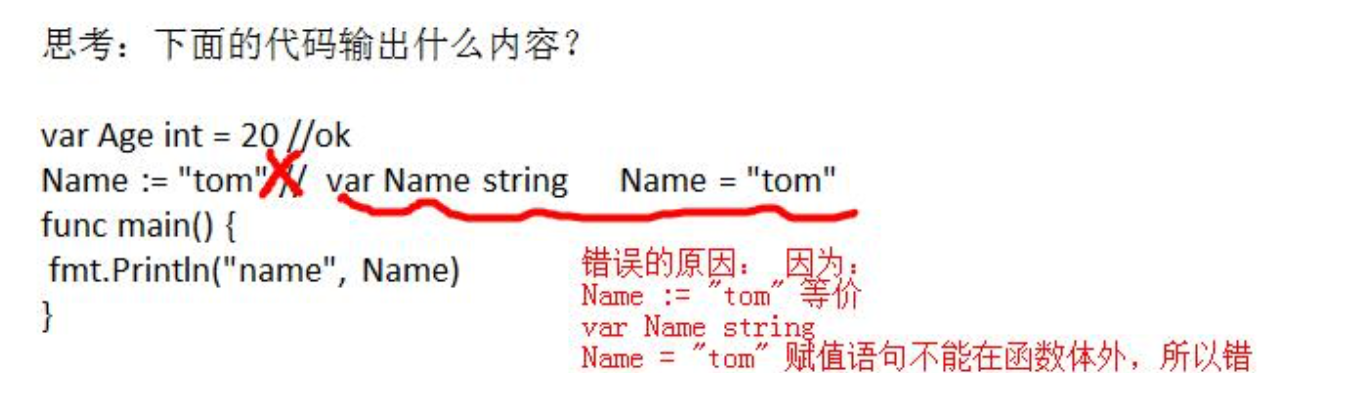 思考：下面的代码输出什么内容？
var Age int = 20 //ok
Name := "tom" //  var Name string     Name = "tom"
func main() {
 fmt.Println("name", Name)
}
错误的原因： 因为：
Name := "tom" 等价
var Name string
Name = "tom" 赋值语句不能在函数体外，所以错